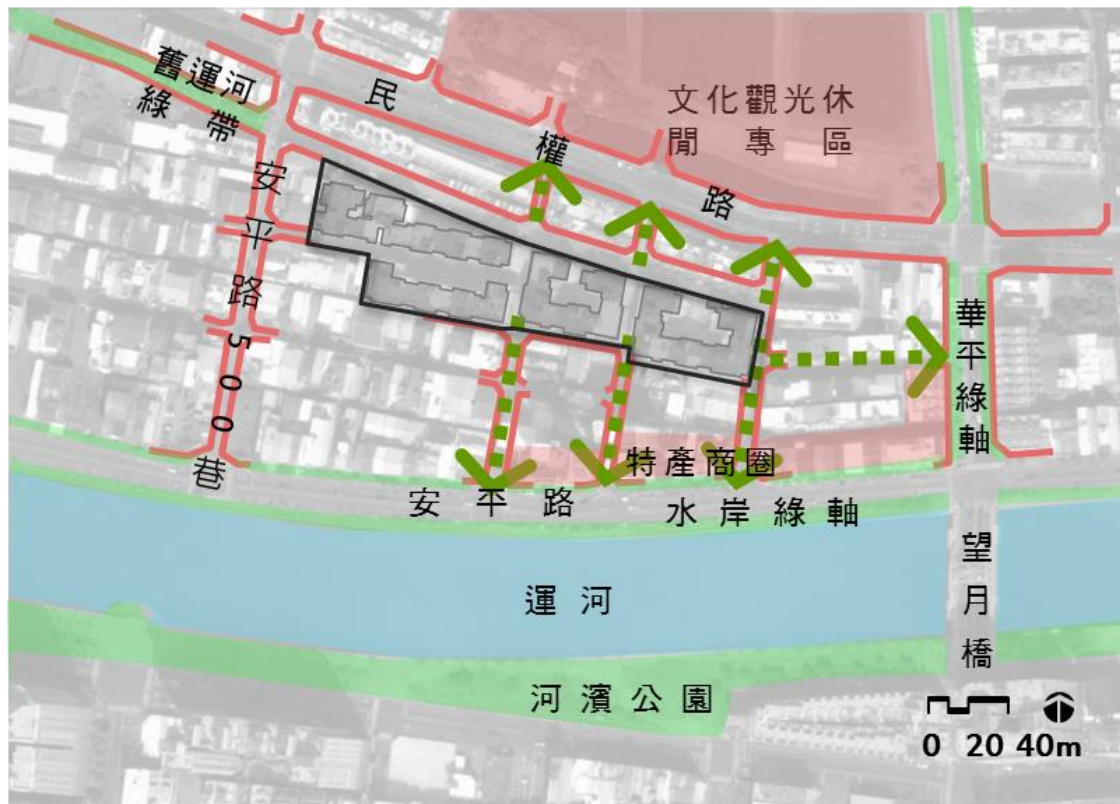 舊運河
綠帶
民權路
文化觀光休
閒專區
安平路500巷
華平綠軸
特產商圈
安平路
水岸綠軸
運河
望月橋
河濱公園
0 20 40m